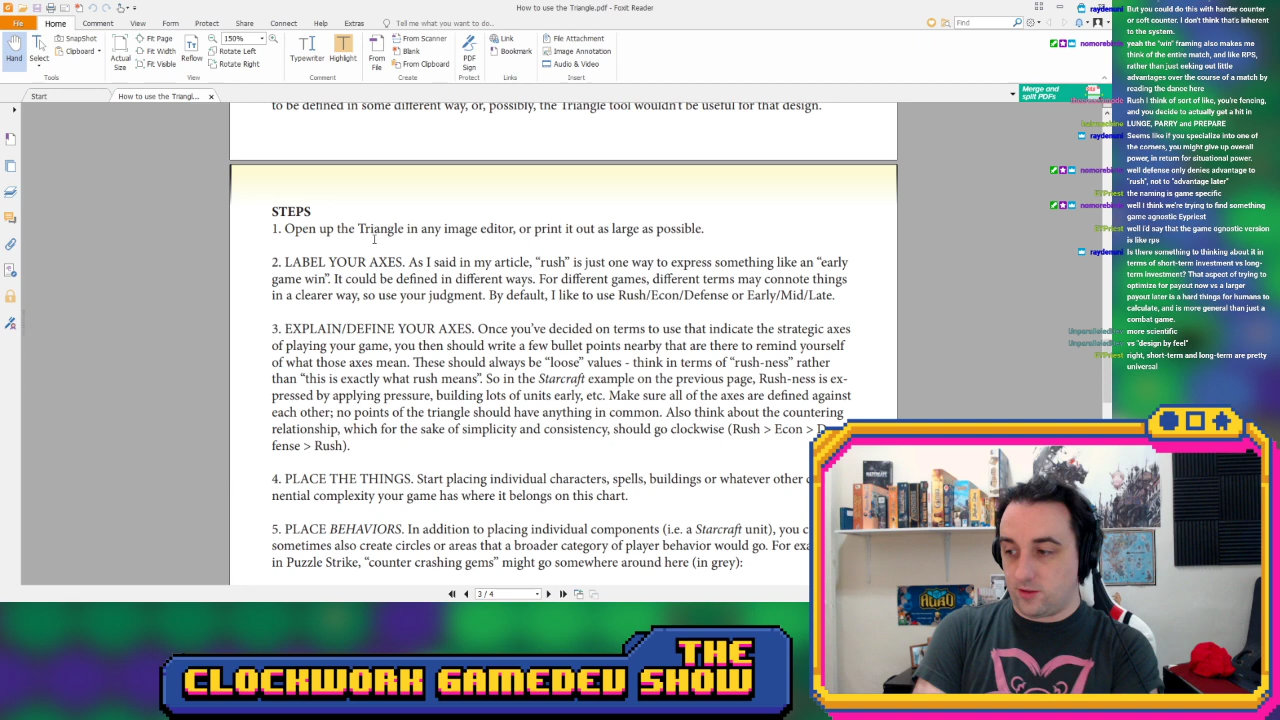 How to use the Triangle.pdf - Foxit Reader
File
Home
Comment
View
Form
Protect
Share
Connect
Help
Extras
Tell me what you want to do...
Find
Hand
Select
SnapShot
Clipboard
Actual
Size
Fit Page
Fit Width
Fit Visible
Reflow
150%
Rotate Left
Rotate Right
Typewriter
Highlight
From
File
From Scanner
Blank
From Clipboard
PDF
Sign
Link
Bookmark
File Attachment
Image Annotation
Audio & Video
Tools
View
Comment
Create
Protect
Links
Insert
Start
How to use the Triangl...
Merge and
split PDFs
to be defined in some different way, or, possibly, the Triangle tool wouldn't be useful for that design.
STEPS
1. Open up the Triangle in any image editor, or print it out as large as possible.
2. LABEL YOUR AXES. I said in my article, “rush” is just one way to express something like an “early
game win”. It could be defined in different ways. For different games, different terms may connote things
in a clearer way, so use your judgment. By default, I like to use Rush/Econ/Defense or Early/Mid/Late.
3. EXPLAIN/DEFINE YOUR AXES. Once you've decided on terms to use that indicate the strategic axes
of playing your game, you then should write a few bullet points nearby that are there to remind yourself
of what those axes mean. These should always be “loose” values - think in terms of “rush-ness” rather
than “this is exactly what rush means”. So in the Starcraft example on the previous page, Rush-ness is ex-
pressed by applying pressure, building lots of units early, etc. Make sure all of the axes are defined against
each other; no points of the triangle should have anything in common. Also think about the countering
relationship, which for the sake of simplicity and consistency, should go clockwise (Rush > Econ > D
fense > Rush).
4. PLACE THE THINGS. Start placing individual characters, spells, buildings or whatever other
nential complexity your game has where it belongs on this chart.
5. PLACE BEHAVIORS. In addition to placing individual components (i.e. a Starcraft unit), you c
sometimes also create circles or areas that a broader category of player behavior would go. For exa
in Puzzle Strike, “counter crashing gems” might go somewhere around here (in grey):
3 / 4
raydenuni
But you could do this with harder counter
or soft counter. I don't think that's inherent
to the system.
yeah the "win" framing also makes me
think of the entire match, and like RPS,
rather than just eeking out little
advantages over the course of a match by
reading the dance here
Rush I think of sort of like, you're fencing,
and you decide to actually get a hit in
LUNGE, PARRY and PREPARE
raydenuni
Seems like if you specialize into one of
the corners, you might give up overall
power, in return for situational power.
well defense only denies advantage to
"rush", not to "advantage later"
EYPriest
the naming is game specific
well I think we're trying to find something
game agnostic Eypriest
EYPriest
well i'd say that the game ognostic version
is like rps
raydenuni
Is there something to thinking about it in
terms of short-term investment vs long-
term investment? That aspect of trying to
optimize for payout now vs a larger
payout later is a hard things for humans to
calculate, and is more general than just a
combat game.
more scientific
vs "design by feel"
EYPriest
right, short-term and long-term are pretty
universal
AURO
THE
CLOCKWORK GAMEDEV SHOW